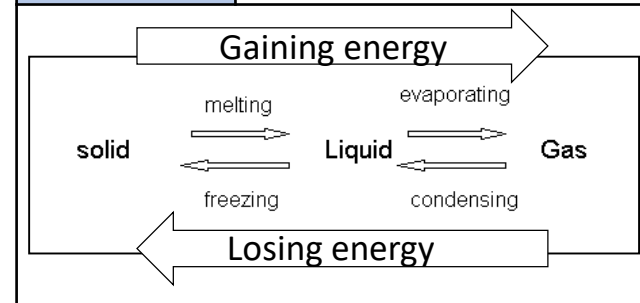 Gaining energy
melting evaporating
solid Liquid Gas
freezing condensing
Losing energy